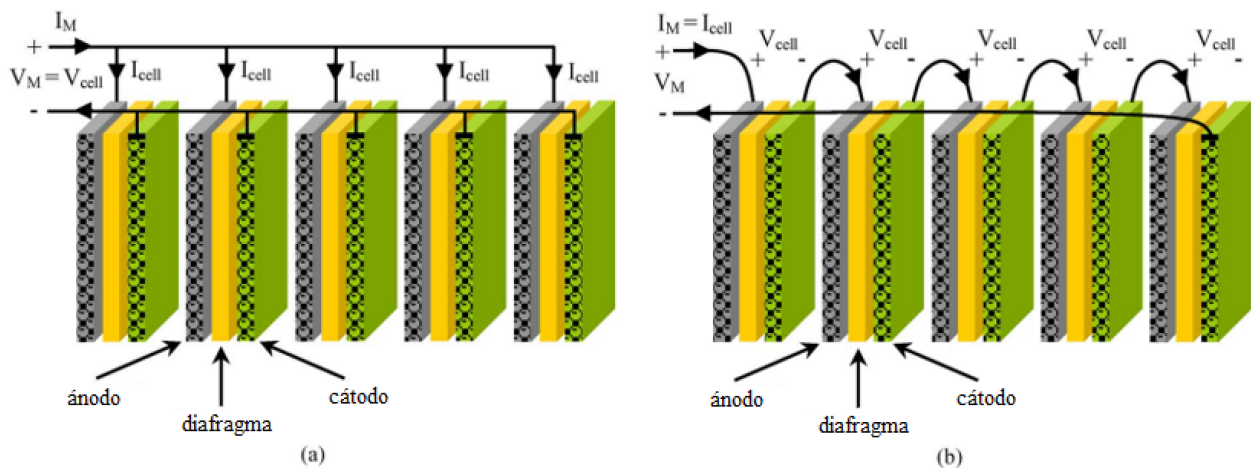 I_M
+
I_cell I_cell I_cell I_cell I_cell
V_M = V_cell
-
ánodo
diafragma
cátodo
(a)
I_M = I_cell
+
V_cell V_cell V_cell V_cell V_cell
+ - + - + - + - + -
V_M
-
ánodo
diafragma
cátodo
(b)